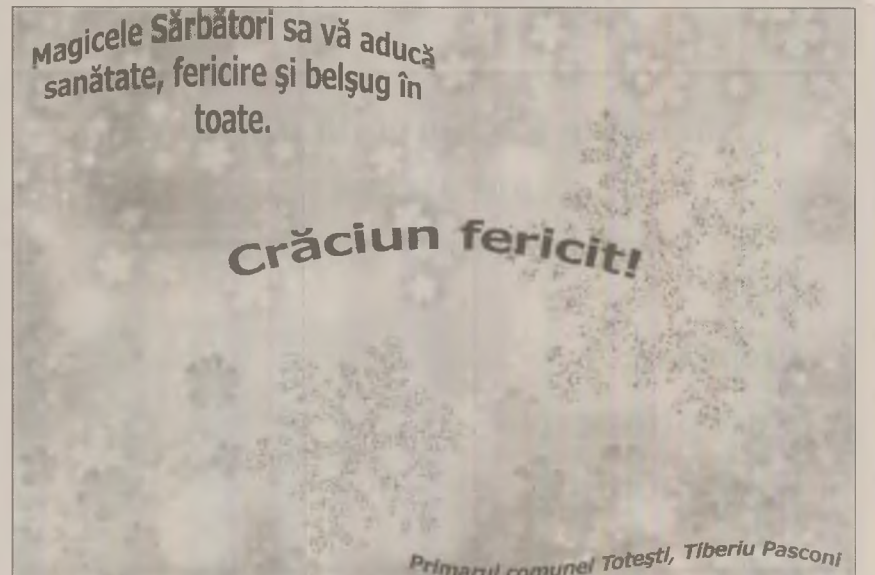 Magicele Sărbători sa vă aducă
sanătate, fericire şi belşug în
toate.
Crăciun fericit!
Primarul comunei Toteşti, Tiberiu Pasconi